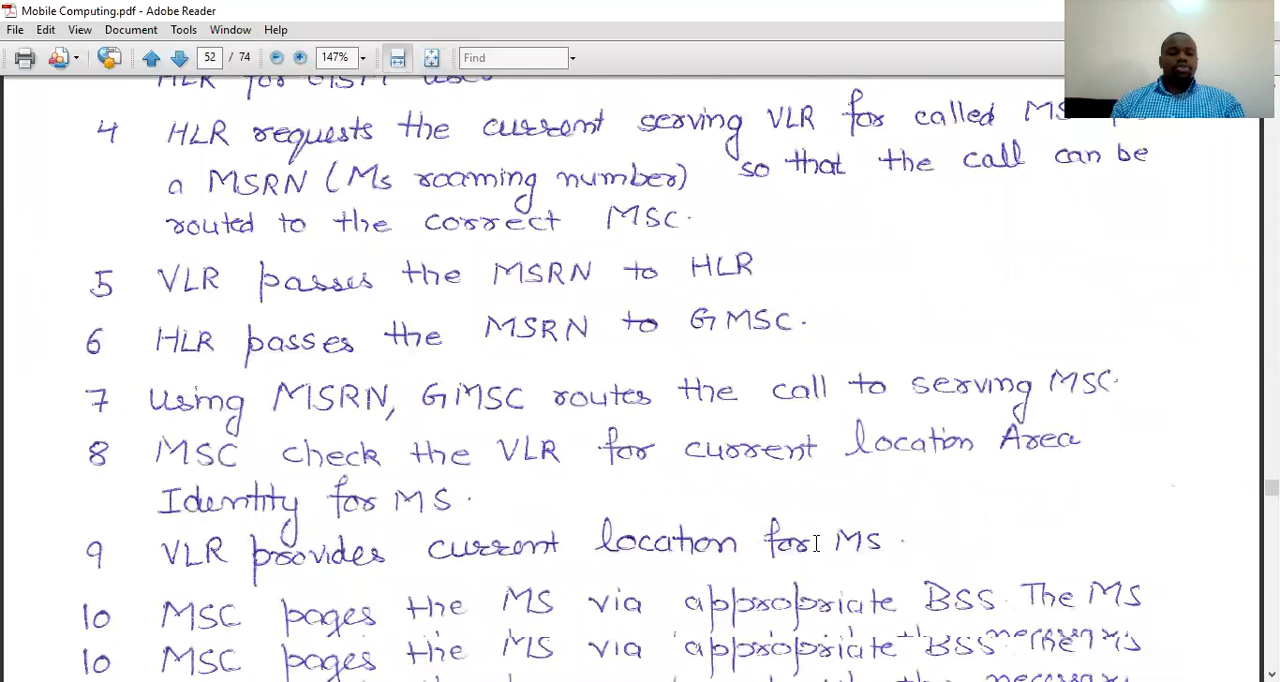 Mobile Computing.pdf - Adobe Reader
File Edit View Document Tools Window Help
52 / 74 147% Find
HLR for GSM
4 HLR requests the current serving VLR for called MS
a MSRN (Ms roaming number) so that the call can be
routed to the correct MSC.
5 VLR passes the MSRN to HLR
6 HLR passes the MSRN to GMSC.
7 Using MSRN, GMSC routes the call to serving MSC.
8 MSC check the VLR for current location Area
Identity for MS.
9 VLR provides current location for MS.
10 MSC pages the MS via appropriate BSS. The MS
10 MSC pages the MS via appropriate BSS